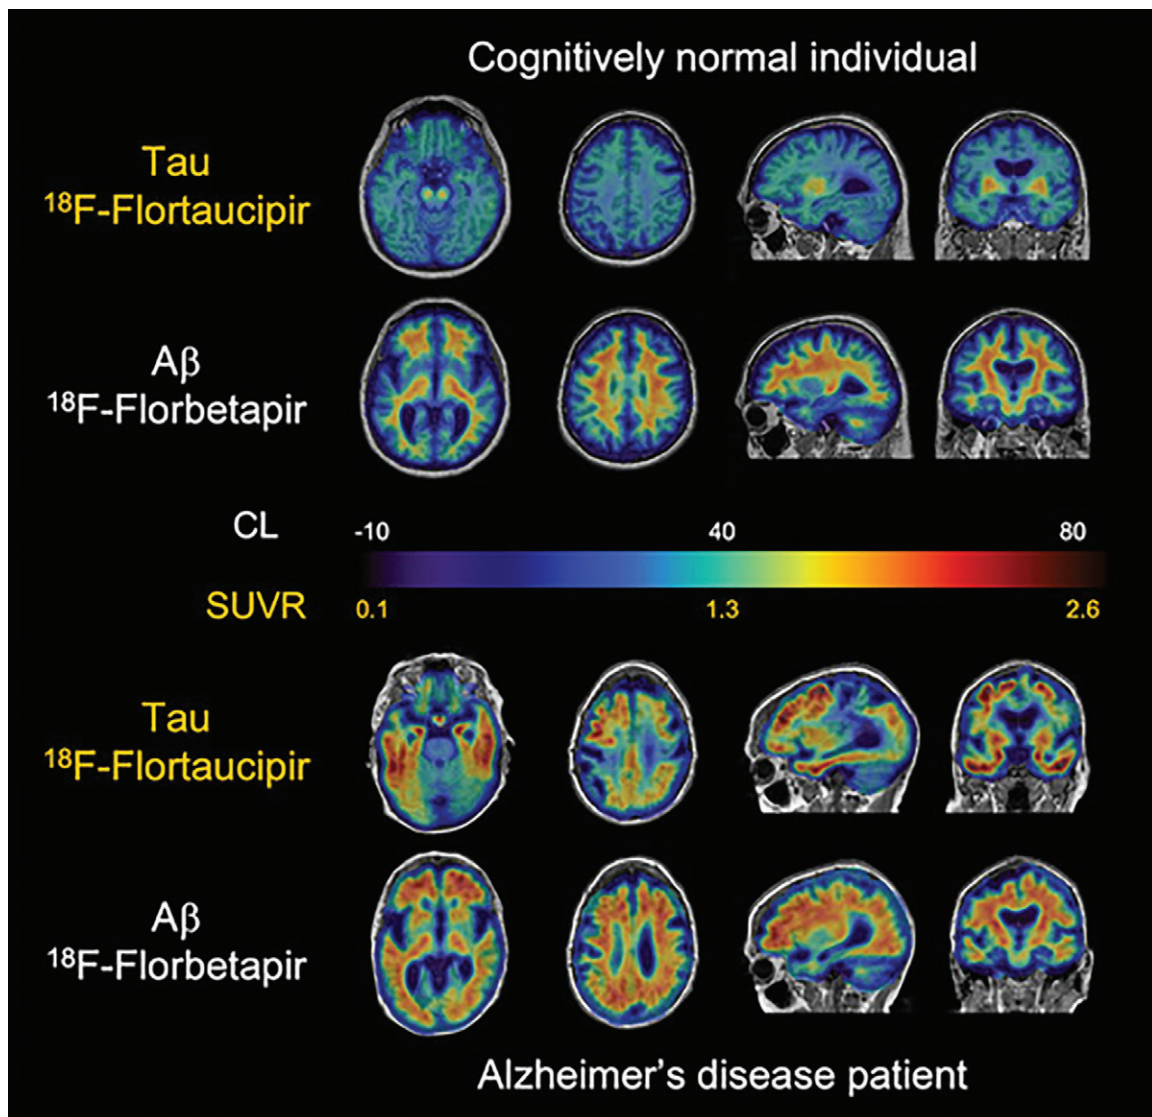 Cognitively normal individual
Tau
¹⁸F-Flortaucipir
Aβ
¹⁸F-Florbetapir
CL -10 40 80
SUVR 0.1 1.3 2.6
Tau
¹⁸F-Flortaucipir
Aβ
¹⁸F-Florbetapir
Alzheimer's disease patient